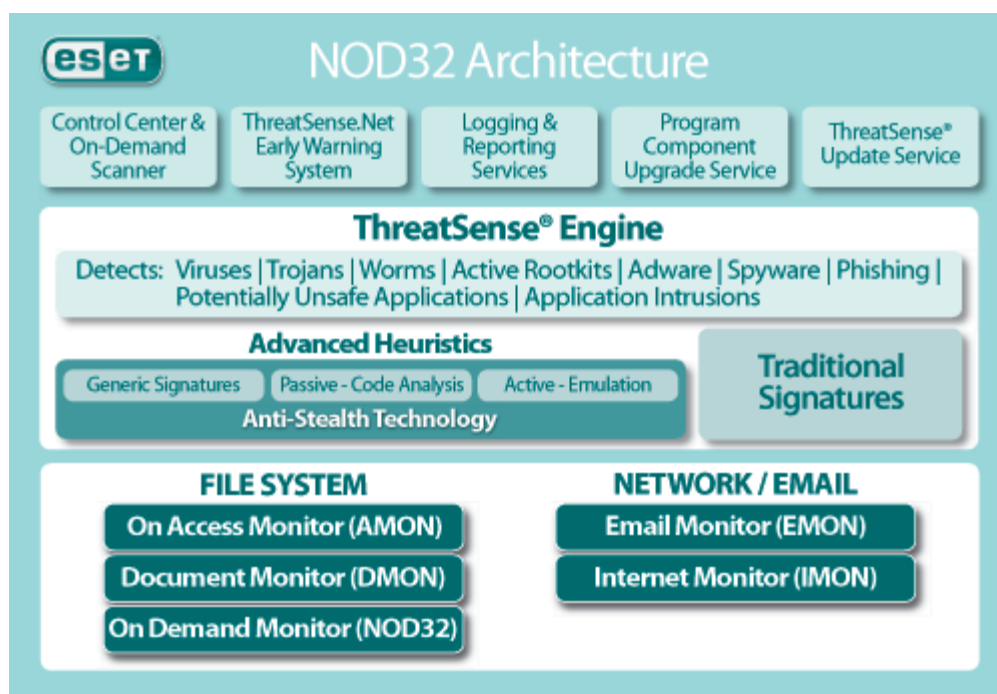 eseT
NOD32 Architecture
Control Center &
On-Demand
Scanner
ThreatSense.Net
Early Warning
System
Logging &
Reporting
Services
Program
Component
Upgrade Service
ThreatSense®
Update Service
ThreatSense® Engine
Detects: Viruses | Trojans | Worms | Active Rootkits | Adware | Spyware | Phishing |
Potentially Unsafe Applications | Application Intrusions
Advanced Heuristics
Generic Signatures
Passive - Code Analysis
Active - Emulation
Anti-Stealth Technology
Traditional
Signatures
FILE SYSTEM
On Access Monitor (AMON)
Document Monitor (DMON)
On Demand Monitor (NOD32)
NETWORK / EMAIL
Email Monitor (EMON)
Internet Monitor (IMON)